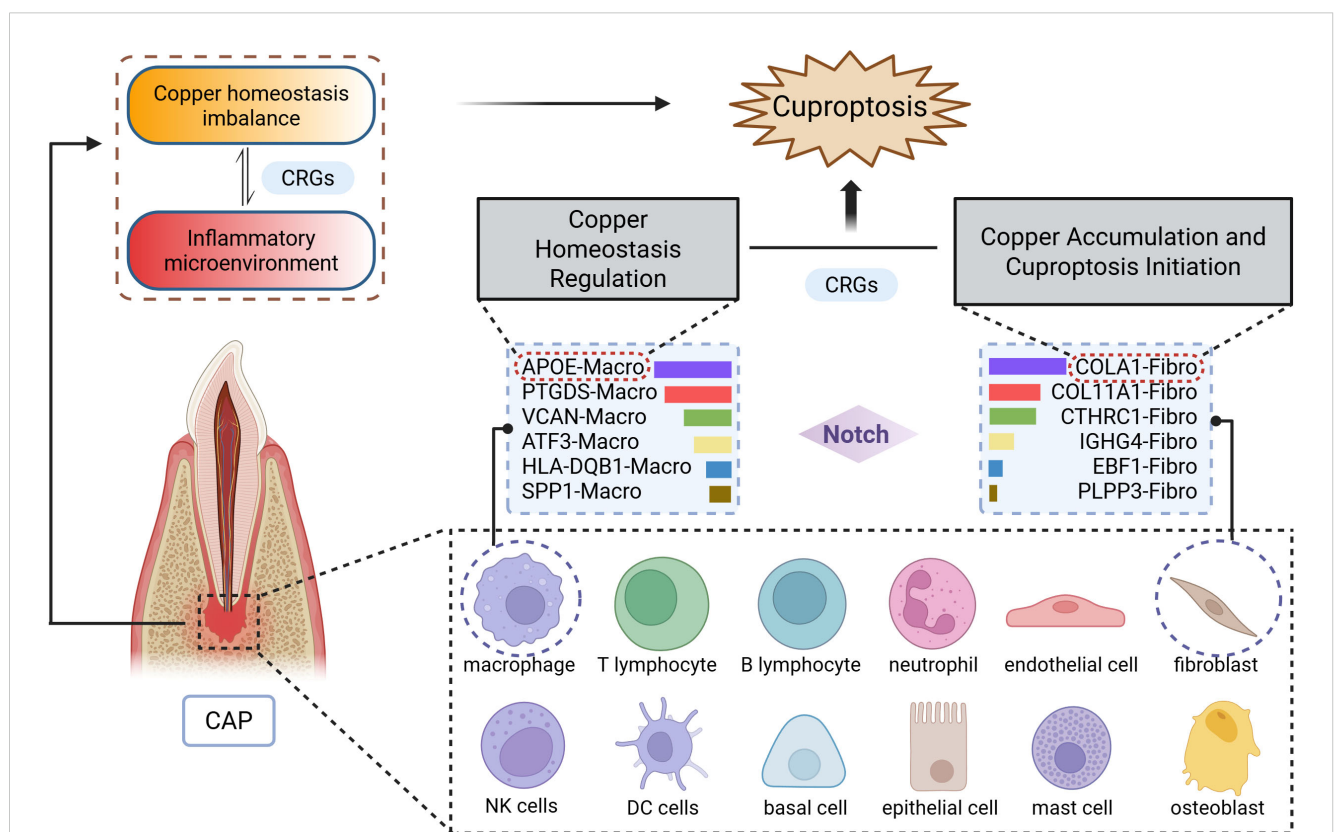 Copper homeostasis
imbalance
CRGs
Inflammatory
microenvironment
Cuproptosis
Copper
Homeostasis
Regulation
CRGs
Copper Accumulation and
Cuproptosis Initiation
APOE-Macro
PTGDS-Macro
VCAN-Macro
ATF3-Macro
HLA-DQB1-Macro
SPP1-Macro
Notch
COLA1-Fibro
COL11A1-Fibro
CTHRC1-Fibro
IGHG4-Fibro
EBF1-Fibro
PLPP3-Fibro
CAP
macrophage
T lymphocyte
B lymphocyte
neutrophil
endothelial cell
fibroblast
NK cells
DC cells
basal cell
epithelial cell
mast cell
osteoblast